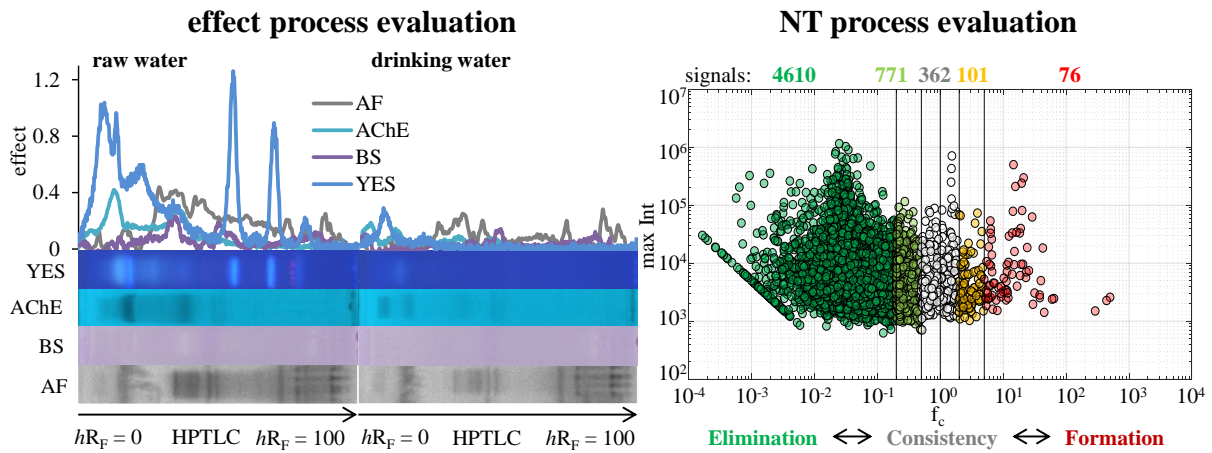 effect process evaluation
raw water
drinking water
effect
1.2
0.8
0.4
0
AF
AChE
BS
YES
YES
AChE
BS
AF
hRF = 0 HPTLC hRF = 100
hRF = 0 HPTLC hRF = 100
NT process evaluation
signals: 4610 771 362 101 76
max Int
10^7
10^6
10^5
10^4
10^3
10^2
10^-4 10^-3 10^-2 10^-1 10^0 10^1 10^2 10^3 10^4
fc
Elimination ↔ Consistency ↔ Formation